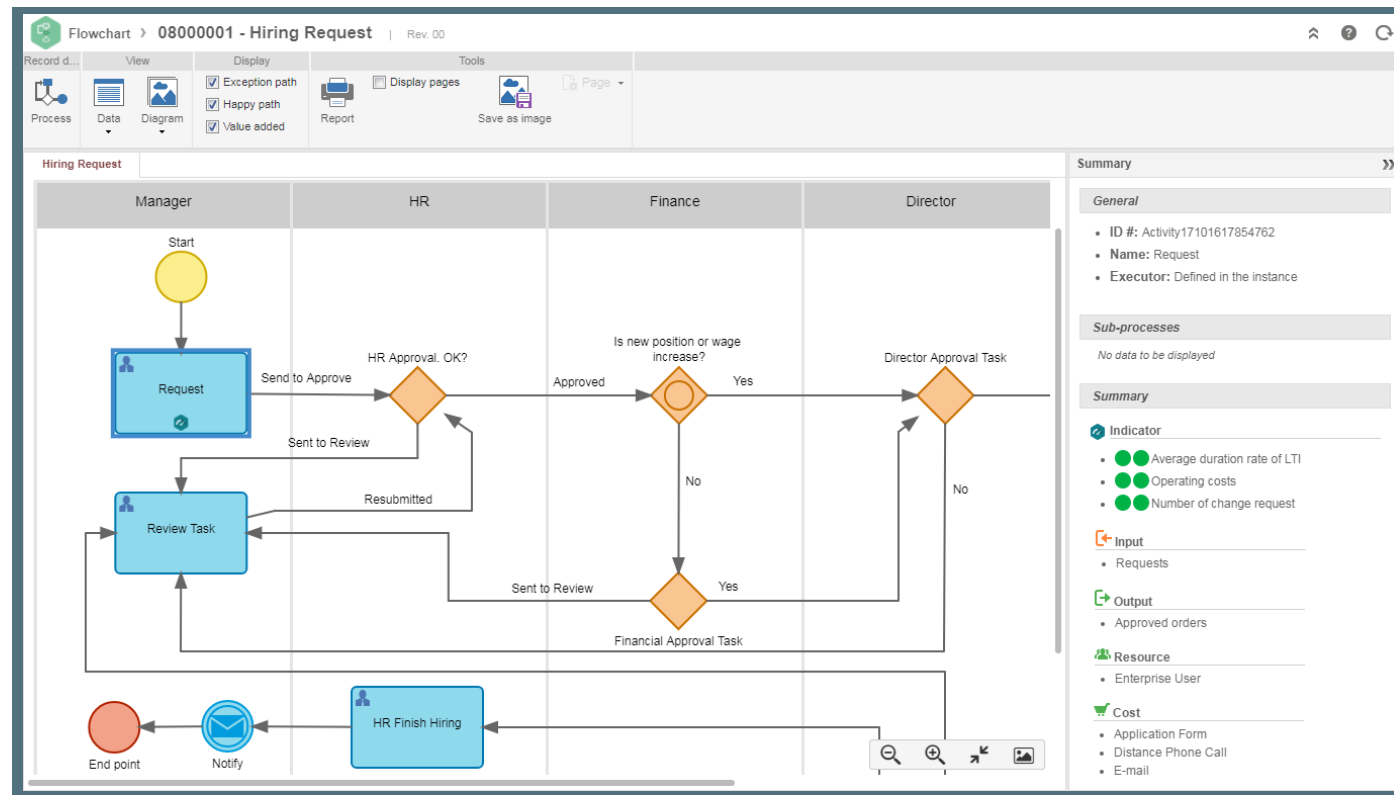 Flowchart > 08000001 - Hiring Request | Rev. 00
Record d...
View
Display
Tools
Process
Data
Diagram
Exception path
Happy path
Value added
Report
Display pages
Save as image
Page
Hiring Request
Manager
HR
Finance
Director
Start
Request
Send to Approve
HR Approval. OK?
Approved
Is new position or wage
increase?
Yes
Director Approval Task
Sent to Review
Resubmitted
No
No
Review Task
Sent to Review
Yes
Financial Approval Task
HR Finish Hiring
End point
Notify
Summary
General
ID #: Activity17101617854762
Name: Request
Executor: Defined in the instance
Sub-processes
No data to be displayed
Summary
Indicator
Average duration rate of LTI
Operating costs
Number of change request
Input
Requests
Output
Approved orders
Resource
Enterprise User
Cost
Application Form
Distance Phone Call
E-mail